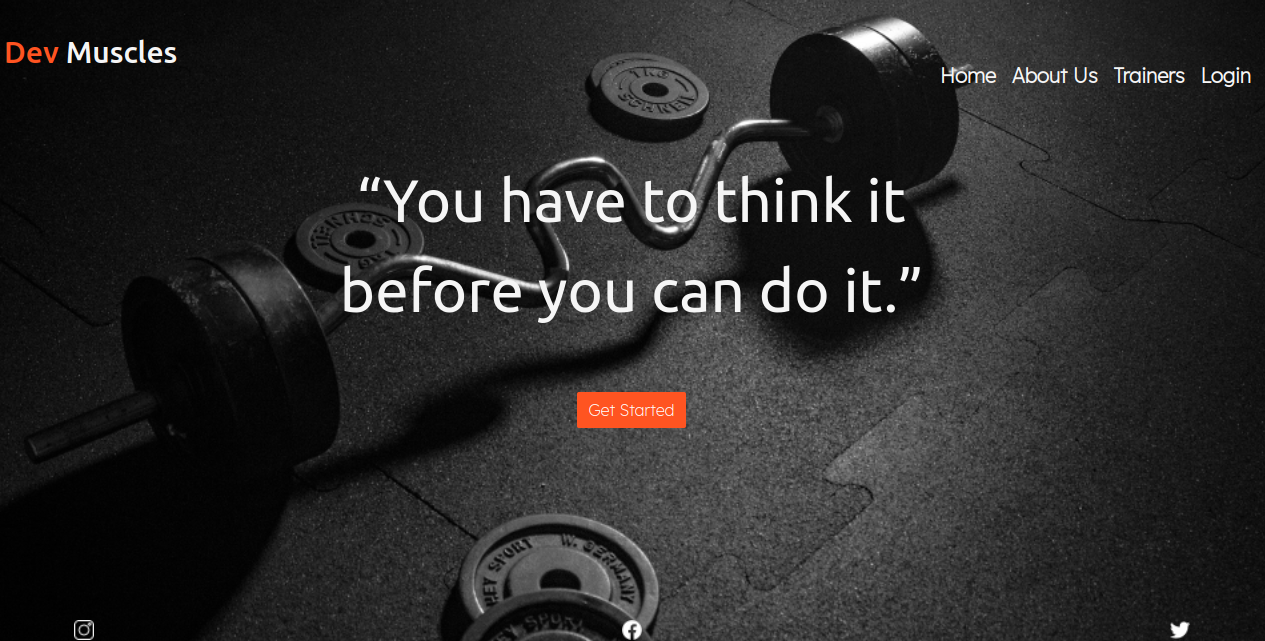 Dev Muscles
Home About Us Trainers Login
“You have to think it
before you can do it.”
Get Started
W. GERMANY